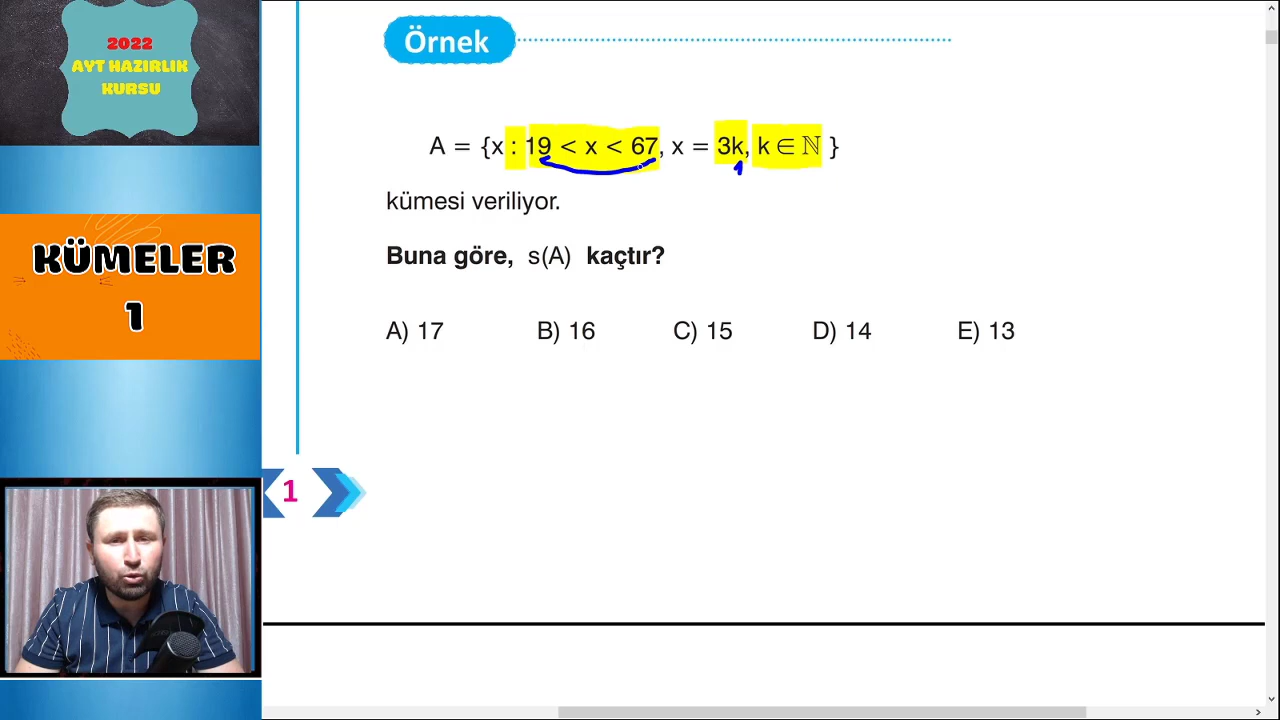 2022
AYT HAZIRLIK
KURSU
KÜMELER
1
Örnek
A = {x : 19 < x < 67, x = 3k, k ∈ ℕ }
1
kümesi veriliyor.
Buna göre, s(A) kaçtır?
A) 17 B) 16 C) 15 D) 14 E) 13
1